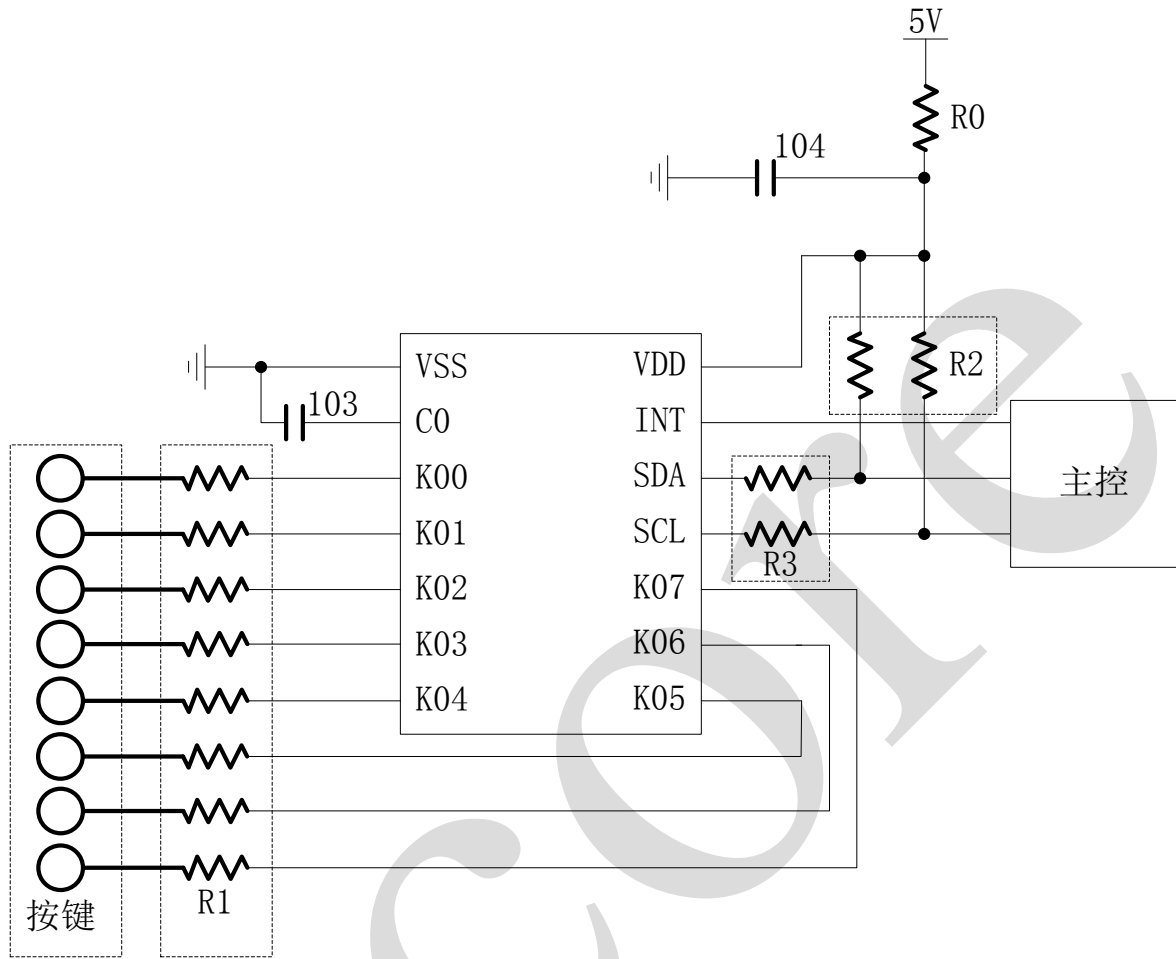 5V
R0
104
VSS
VDD
R2
C0
103
INT
K00
SDA
主控
K01
SCL
R3
K02
K07
K03
K06
K04
K05
R1
按键
core